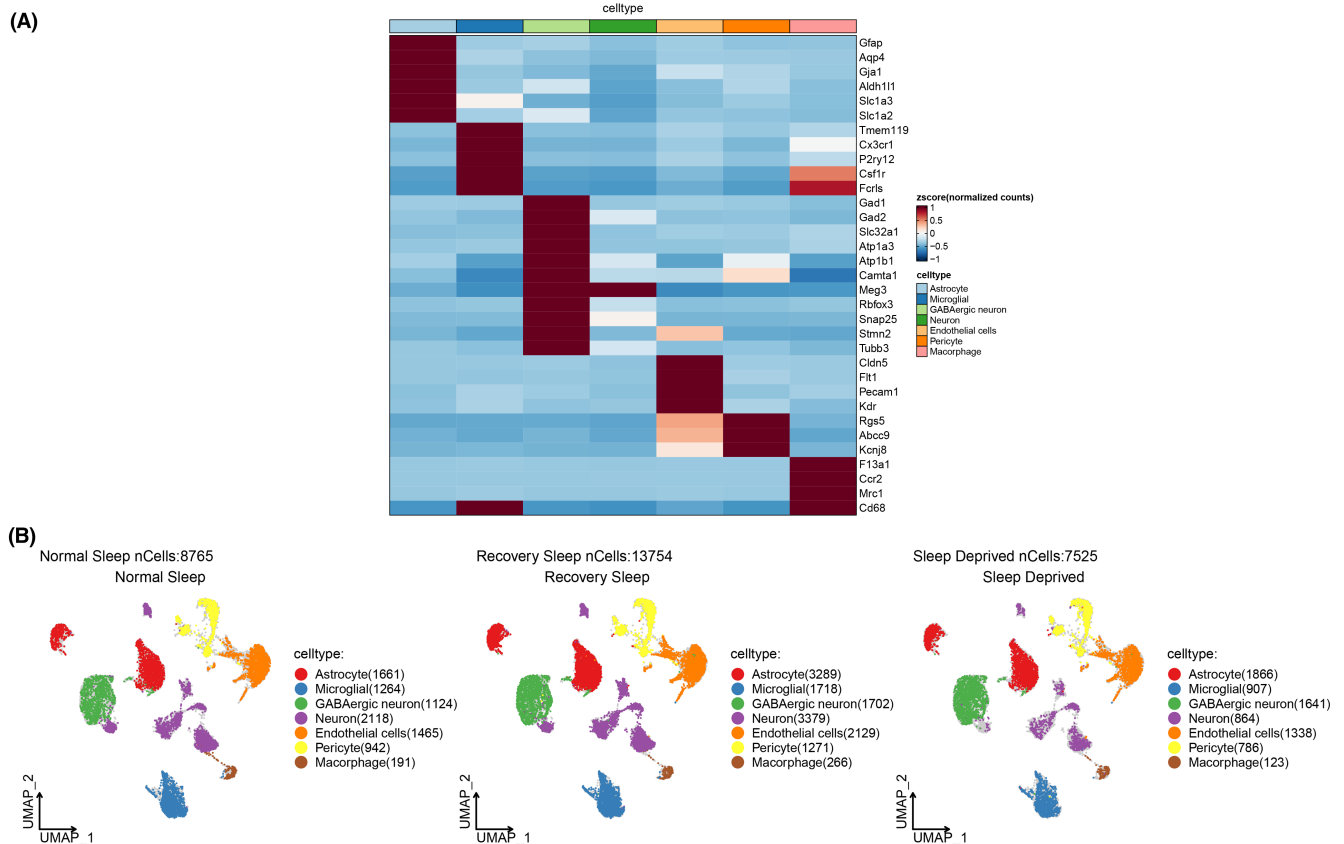 (A)
celltype
Gfap
Aqp4
Gja1
Aldh1l1
Slc1a3
Slc1a2
Tmem119
Cx3cr1
P2ry12
Csf1r
Fcrls
Gad1
Gad2
Slc32a1
Atp1a3
Atp1b1
Camta1
Meg3
Rbfox3
Snap25
Stmn2
Tubb3
Cldn5
Flt1
Pecam1
Kdr
Rgs5
Abcc9
Kcnj8
F13a1
Ccr2
Mrc1
Cd68
zscore(normalized counts)
1
0.5
0
−0.5
−1
celltype
Astrocyte
Microglial
GABAergic neuron
Neuron
Endothelial cells
Pericyte
Macorphage
(B)
Normal Sleep nCells:8765
Normal Sleep
celltype:
Astrocyte(1661)
Microglial(1264)
GABAergic neuron(1124)
Neuron(2118)
Endothelial cells(1465)
Pericyte(942)
Macorphage(191)
UMAP_2
UMAP_1
Recovery Sleep nCells:13754
Recovery Sleep
celltype:
Astrocyte(3289)
Microglial(1718)
GABAergic neuron(1702)
Neuron(3379)
Endothelial cells(2129)
Pericyte(1271)
Macorphage(266)
UMAP_2
UMAP_1
Sleep Deprived nCells:7525
Sleep Deprived
celltype:
Astrocyte(1866)
Microglial(907)
GABAergic neuron(1641)
Neuron(864)
Endothelial cells(1338)
Pericyte(786)
Macorphage(123)
UMAP_2
UMAP_1